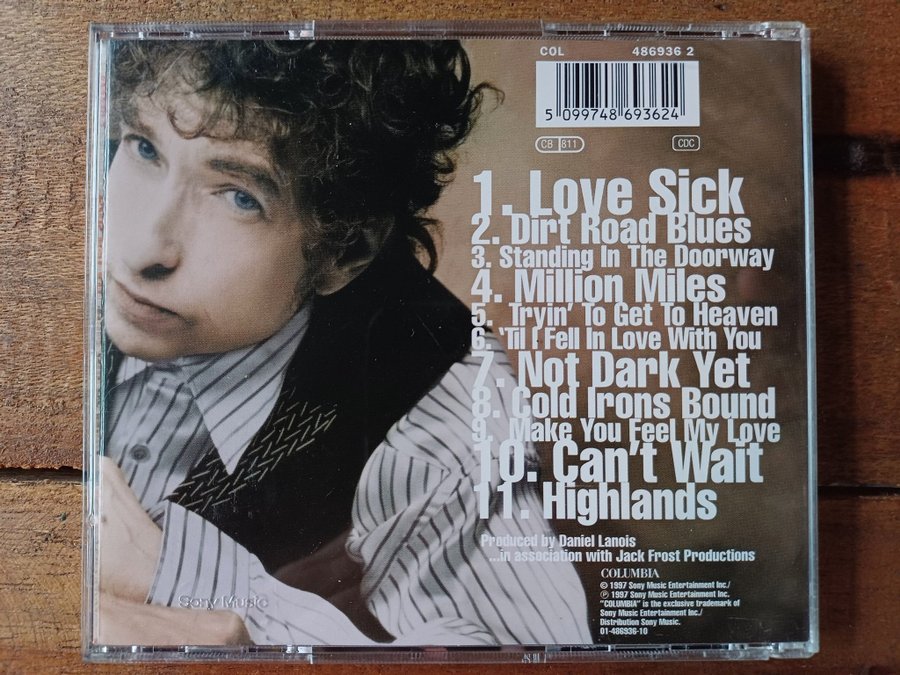 COL 486936 2
5 099748 693624
CB 811 CDC
1. Love Sick
2. Dirt Road Blues
3. Standing In The Doorway
4. Million Miles
5. Tryin' To Get To Heaven
6. 'Til I Fell In Love With You
7. Not Dark Yet
8. Cold Irons Bound
9. Make You Feel My Love
10. Can't Wait
11. Highlands
Produced by Daniel Lanois
...in association with Jack Frost Productions
COLUMBIA
© 1997 Sony Music Entertainment Inc./
℗ 1997 Sony Music Entertainment Inc.
"COLUMBIA" is the exclusive trademark of
Sony Music Entertainment Inc./
Distribution Sony Music.
01-486936-10
Sony Music